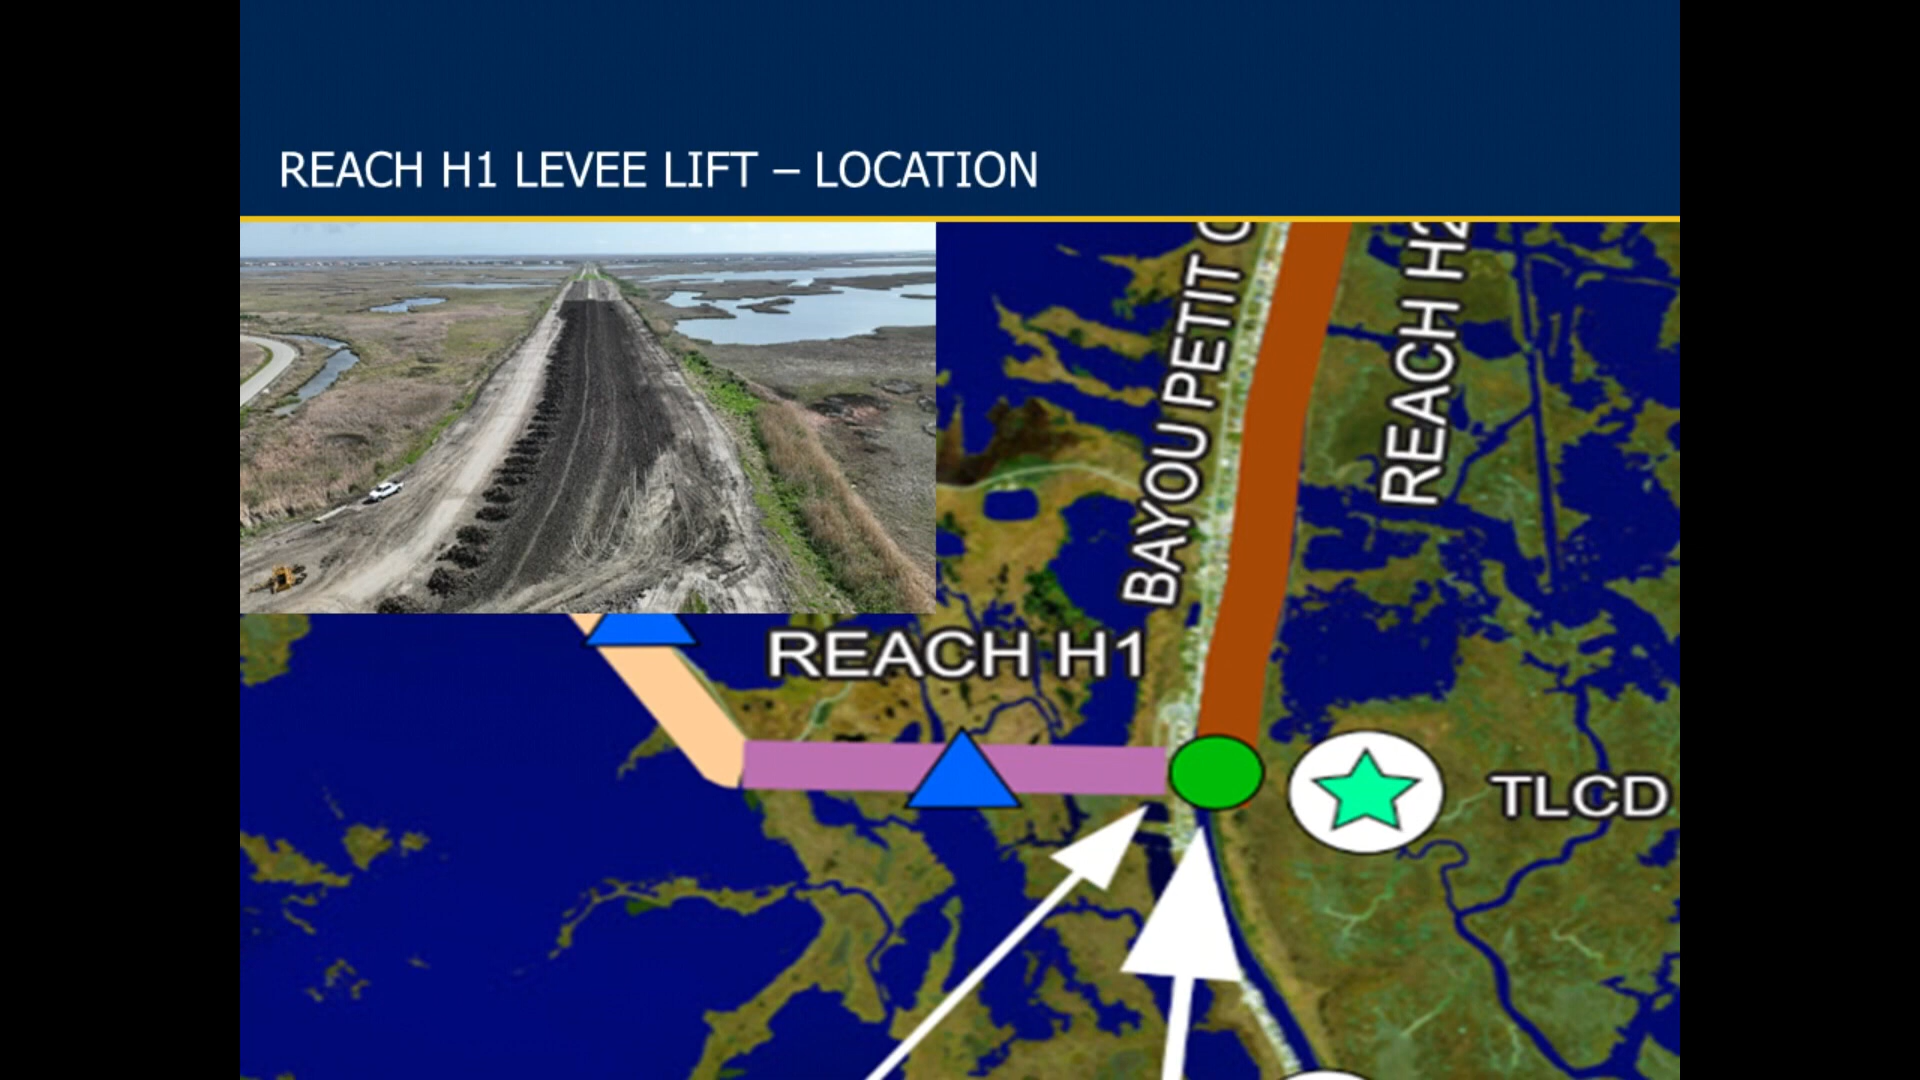 REACH H1 LEVEE LIFT – LOCATION
BAYOU PETIT
REACH H2
REACH H1
TLCD